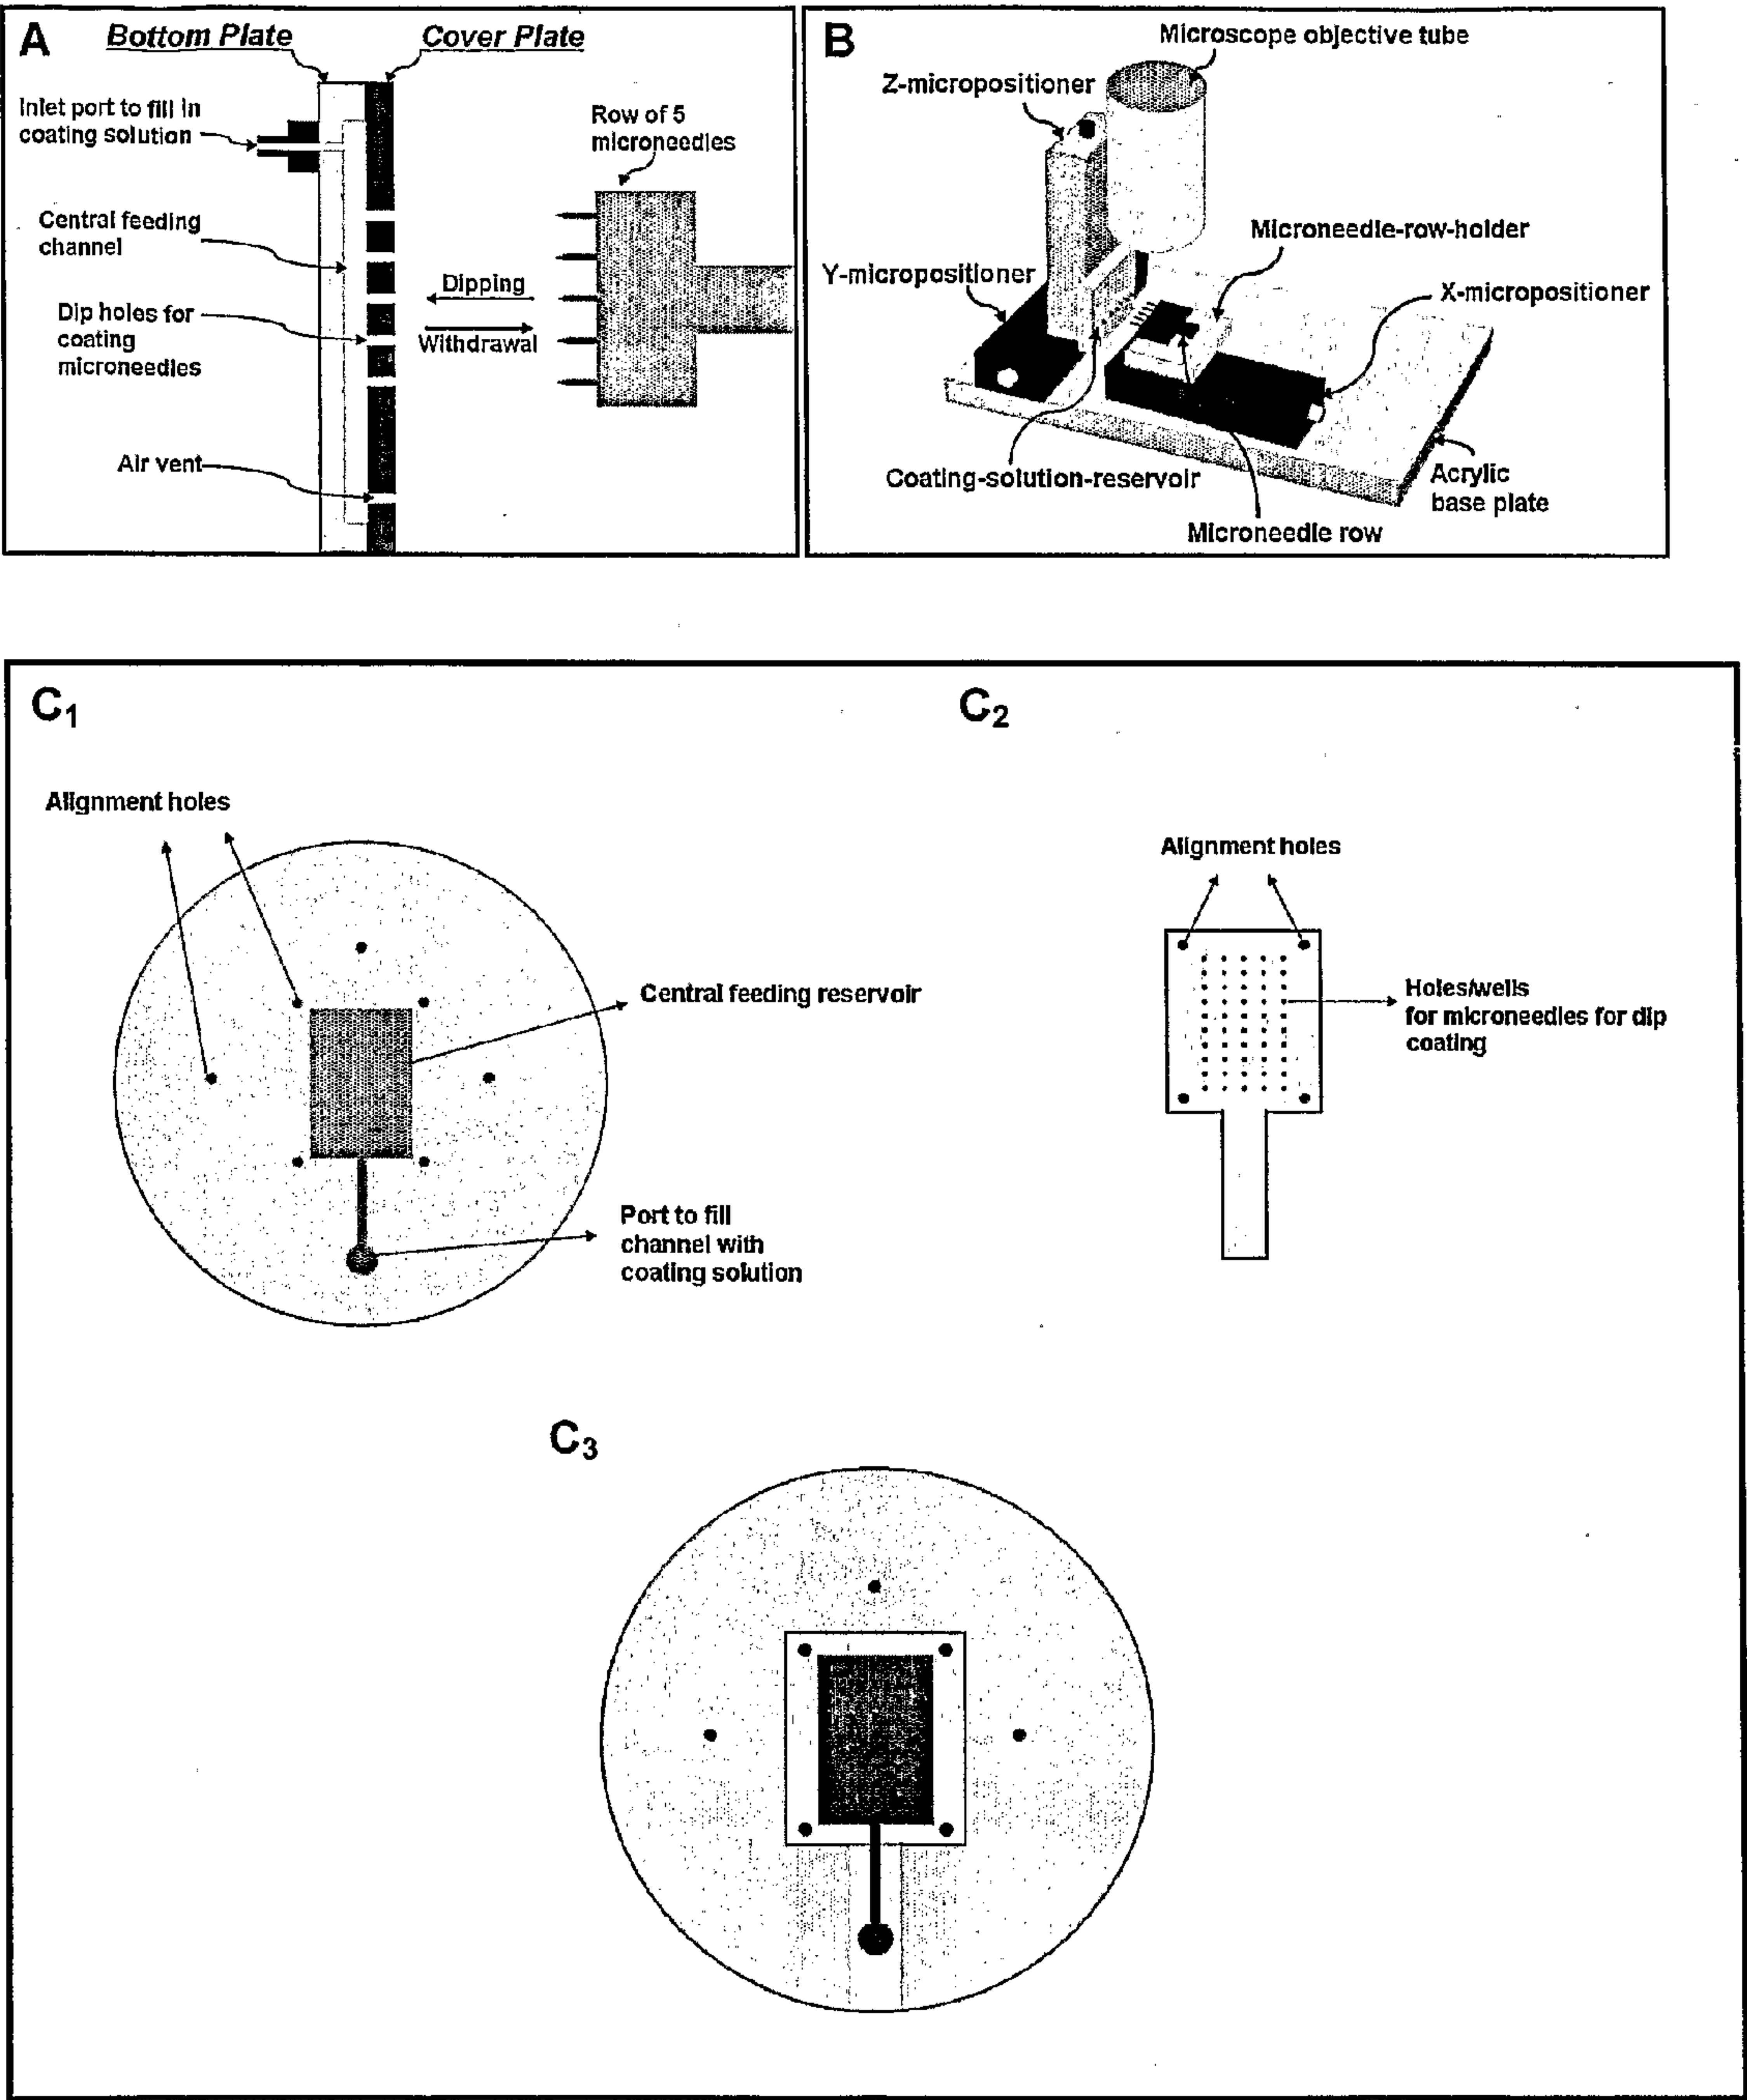 A
Bottom Plate
Cover Plate
Inlet port to fill in
coating solution
Row of 5
microneedles
Central feeding
channel
Dipping
Withdrawal
Dip holes for
coating
microneedles
Air vent
B
Microscope objective tube
Z-micropositioner
Microneedle-row-holder
Y-micropositioner
X-micropositioner
Coating-solution-reservoir
Acrylic
base plate
Microneedle row
C1
Alignment holes
Central feeding reservoir
Port to fill
channel with
coating solution
C2
Alignment holes
Holes/wells
for microneedles for dip
coating
C3